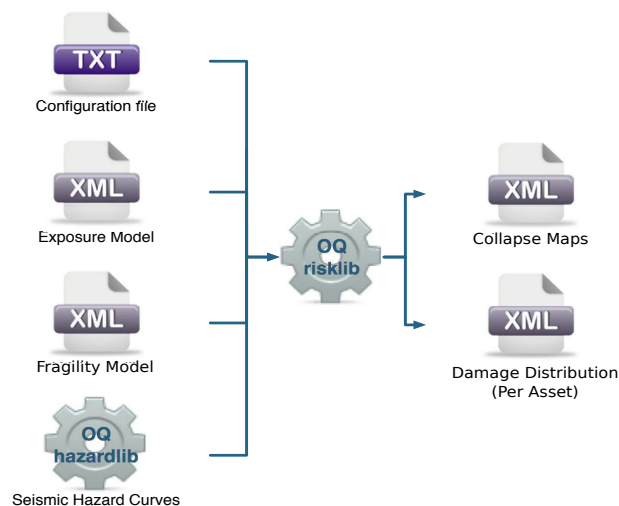 TXT
Configuration file
XML
Exposure Model
XML
Fragility Model
OQ
hazardlib
Seismic Hazard Curves
OQ
risklib
XML
Collapse Maps
XML
Damage Distribution
(Per Asset)